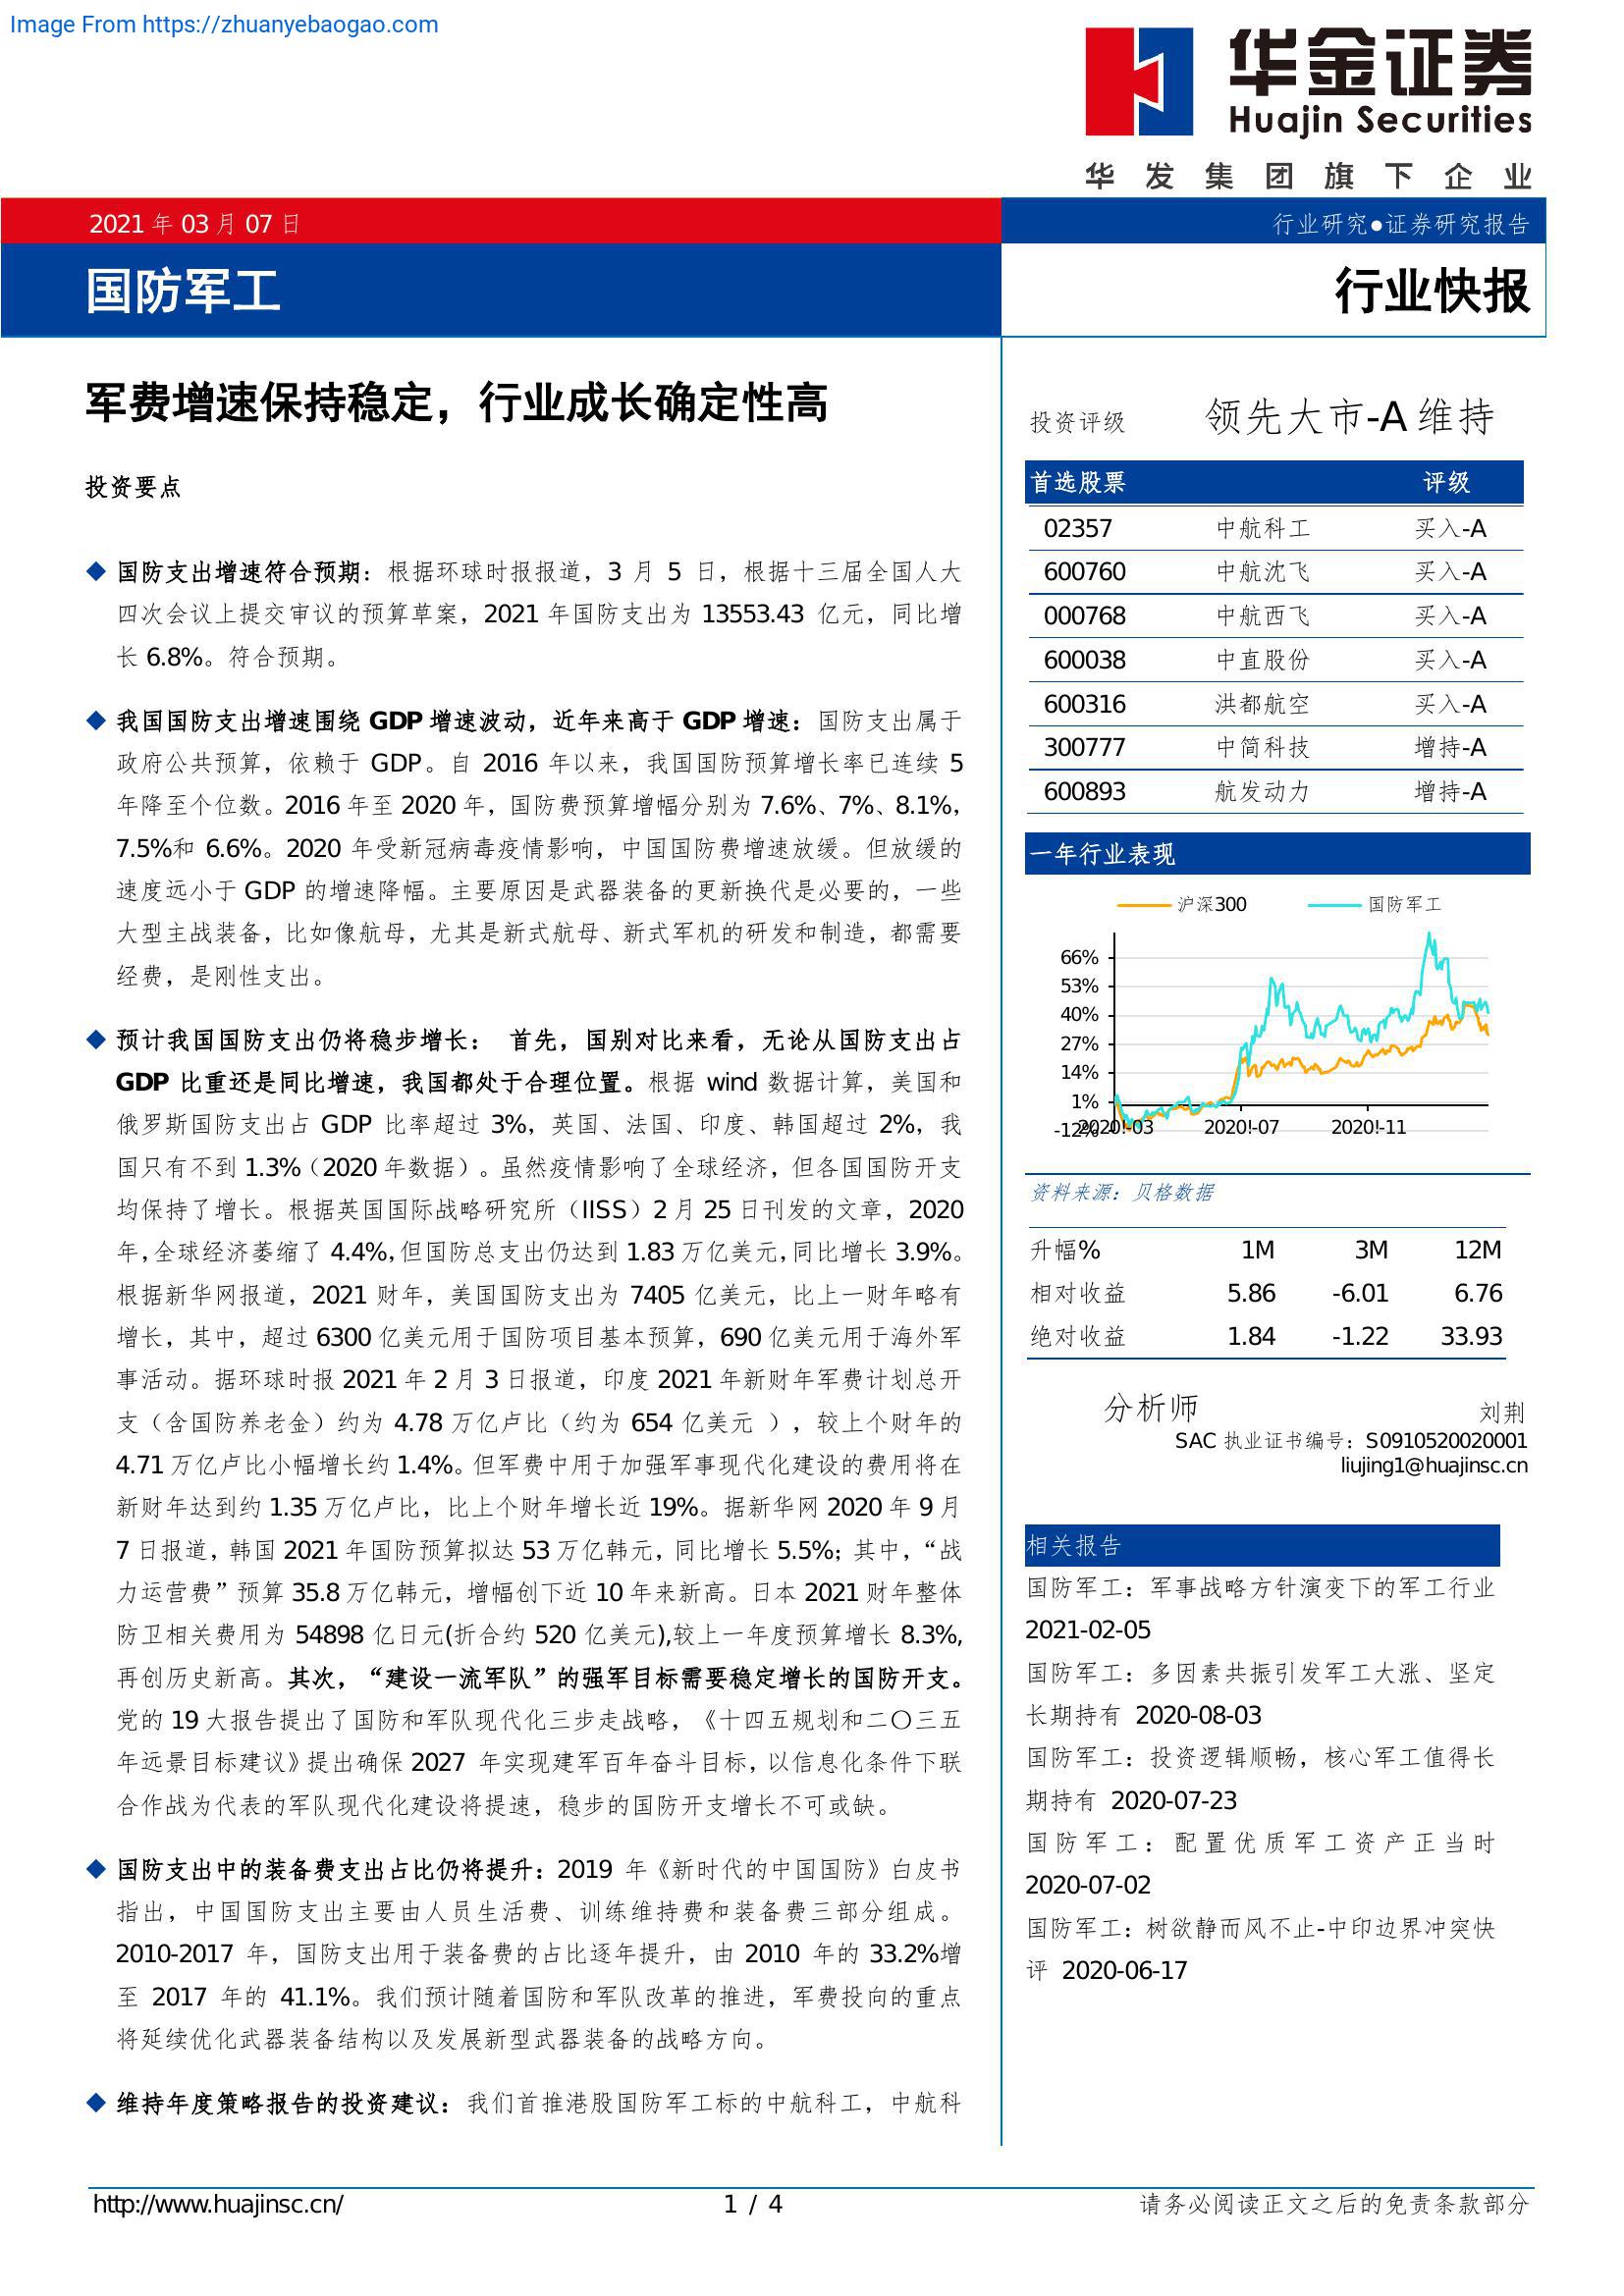 Image From https://zhuanyebaogao.com
华金证券
Huajin Securities
华发集团旗下企业
2021 年 03 月 07 日
行业研究●证券研究报告
国防军工
行业快报
军费增速保持稳定，行业成长确定性高
投资要点
◆ 国防支出增速符合预期：根据环球时报报道，3 月 5 日，根据十三届全国人大
四次会议上提交审议的预算草案，2021 年国防支出为 13553.43 亿元，同比增
长 6.8%。符合预期。
◆ 我国国防支出增速围绕 GDP 增速波动，近年来高于 GDP 增速：国防支出属于
政府公共预算，依赖于 GDP。自 2016 年以来，我国国防预算增长率已连续 5
年降至个位数。2016 年至 2020 年，国防费预算增幅分别为 7.6%、7%、8.1%，
7.5%和 6.6%。2020 年受新冠病毒疫情影响，中国国防费增速放缓。但放缓的
速度远小于 GDP 的增速降幅。主要原因是武器装备的更新换代是必要的，一些
大型主战装备，比如像航母，尤其是新式航母、新式军机的研发和制造，都需要
经费，是刚性支出。
◆ 预计我国国防支出仍将稳步增长： 首先，国别对比来看，无论从国防支出占
GDP 比重还是同比增速，我国都处于合理位置。根据 wind 数据计算，美国和
俄罗斯国防支出占 GDP 比率超过 3%，英国、法国、印度、韩国超过 2%，我
国只有不到 1.3%（2020 年数据）。虽然疫情影响了全球经济，但各国国防开支
均保持了增长。根据英国国际战略研究所（IISS）2 月 25 日刊发的文章，2020
年，全球经济萎缩了 4.4%，但国防总支出仍达到 1.83 万亿美元，同比增长 3.9%。
根据新华网报道，2021 财年，美国国防支出为 7405 亿美元，比上一财年略有
增长，其中，超过 6300 亿美元用于国防项目基本预算，690 亿美元用于海外军
事活动。据环球时报 2021 年 2 月 3 日报道，印度 2021 年新财年军费计划总开
支（含国防养老金）约为 4.78 万亿卢比（约为 654 亿美元 ），较上个财年的
4.71 万亿卢比小幅增长约 1.4%。但军费中用于加强军事现代化建设的费用将在
新财年达到约 1.35 万亿卢比，比上个财年增长近 19%。据新华网 2020 年 9 月
7 日报道，韩国 2021 年国防预算拟达 53 万亿韩元，同比增长 5.5%；其中，“战
力运营费”预算 35.8 万亿韩元，增幅创下近 10 年来新高。日本 2021 财年整体
防卫相关费用为 54898 亿日元(折合约 520 亿美元),较上一年度预算增长 8.3%,
再创历史新高。其次，“建设一流军队”的强军目标需要稳定增长的国防开支。
党的 19 大报告提出了国防和军队现代化三步走战略，《十四五规划和二〇三五
年远景目标建议》提出确保 2027 年实现建军百年奋斗目标，以信息化条件下联
合作战为代表的军队现代化建设将提速，稳步的国防开支增长不可或缺。
◆ 国防支出中的装备费支出占比仍将提升：2019 年《新时代的中国国防》白皮书
指出，中国国防支出主要由人员生活费、训练维持费和装备费三部分组成。
2010-2017 年，国防支出用于装备费的占比逐年提升，由 2010 年的 33.2%增
至 2017 年的 41.1%。我们预计随着国防和军队改革的推进，军费投向的重点
将延续优化武器装备结构以及发展新型武器装备的战略方向。
◆ 维持年度策略报告的投资建议：我们首推港股国防军工标的中航科工，中航科
投资评级 领先大市-A 维持
首选股票 评级
02357 中航科工 买入-A
600760 中航沈飞 买入-A
000768 中航西飞 买入-A
600038 中直股份 买入-A
600316 洪都航空 买入-A
300777 中简科技 增持-A
600893 航发动力 增持-A
一年行业表现
沪深300 国防军工
66%
53%
40%
27%
14%
1%
-12%
2020!-03 2020!-07 2020!-11
资料来源：贝格数据
升幅% 1M 3M 12M
相对收益 5.86 -6.01 6.76
绝对收益 1.84 -1.22 33.93
分析师 刘荆
SAC 执业证书编号：S0910520020001
liujing1@huajinsc.cn
相关报告
国防军工：军事战略方针演变下的军工行业
2021-02-05
国防军工：多因素共振引发军工大涨、坚定
长期持有 2020-08-03
国防军工：投资逻辑顺畅，核心军工值得长
期持有 2020-07-23
国防军工：配置优质军工资产正当时
2020-07-02
国防军工：树欲静而风不止-中印边界冲突快
评 2020-06-17
http://www.huajinsc.cn/ 1 / 4 请务必阅读正文之后的免责条款部分